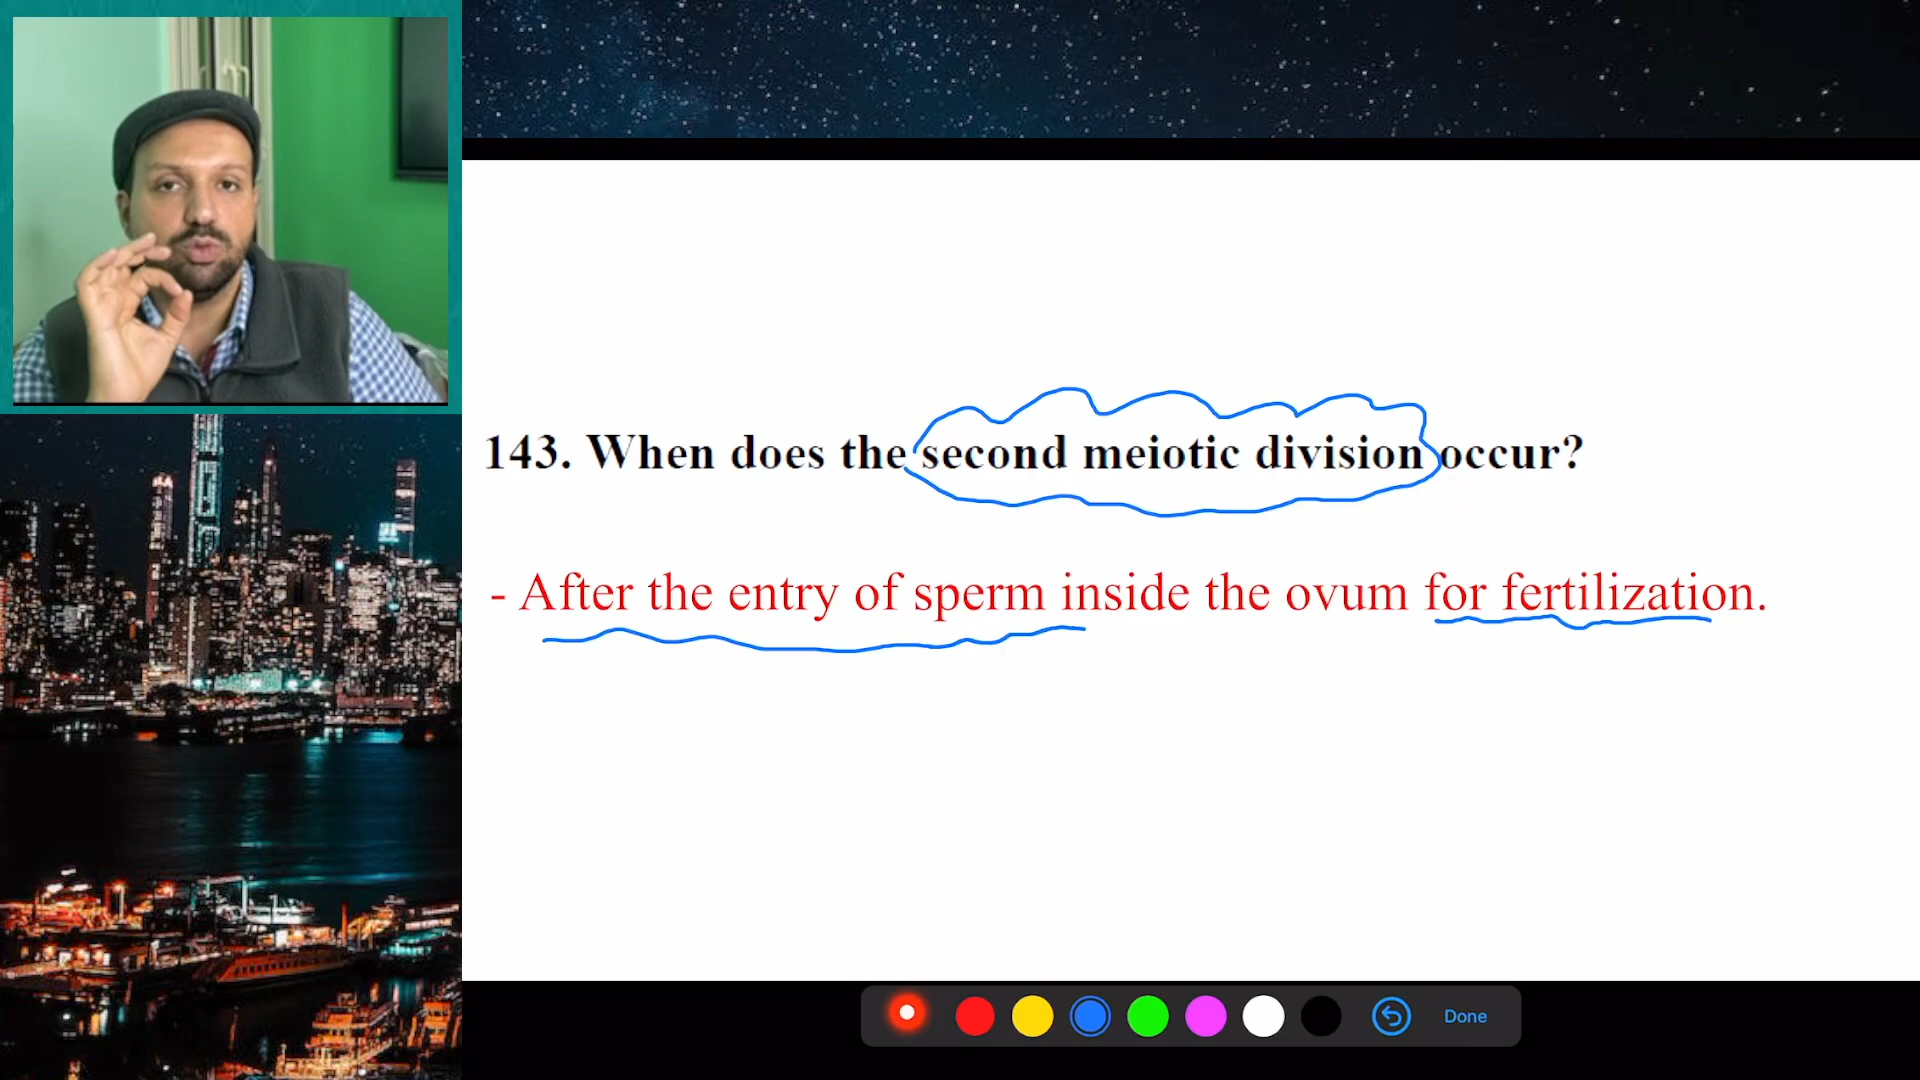 143. When does the second meiotic division occur?
- After the entry of sperm inside the ovum for fertilization.
Done